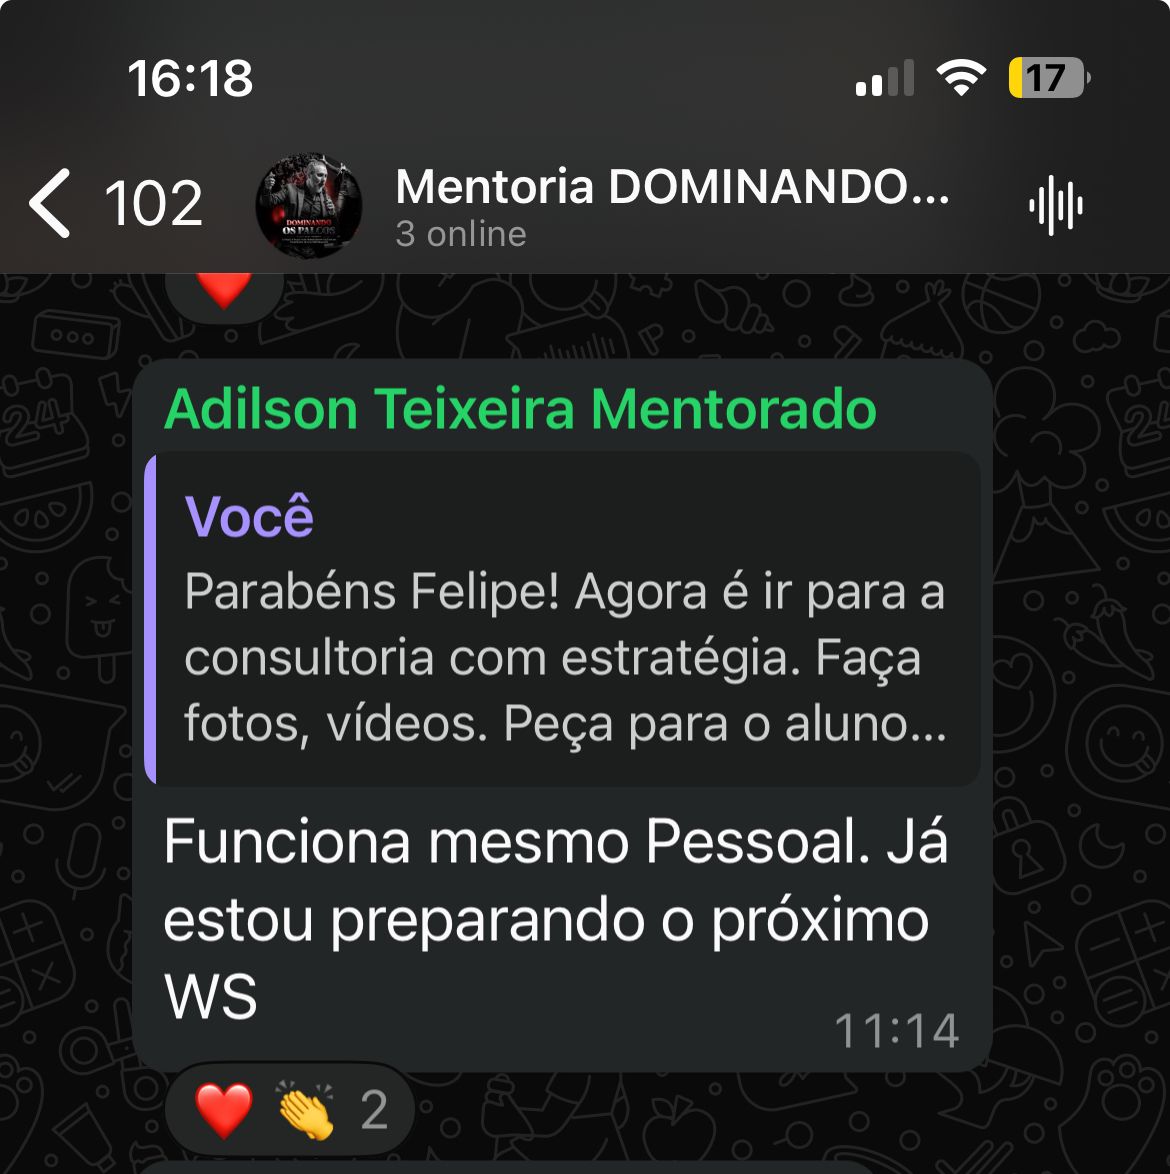 16:18
17
102
Mentoria DOMINANDO...
3 online
DOMINANDO
OS PALCOS
Adilson Teixeira Mentorado
Você
Parabéns Felipe! Agora é ir para a
consultoria com estratégia. Faça
fotos, vídeos. Peça para o aluno...
Funciona mesmo Pessoal. Já
estou preparando o próximo
WS
11:14
❤️ 👏 2